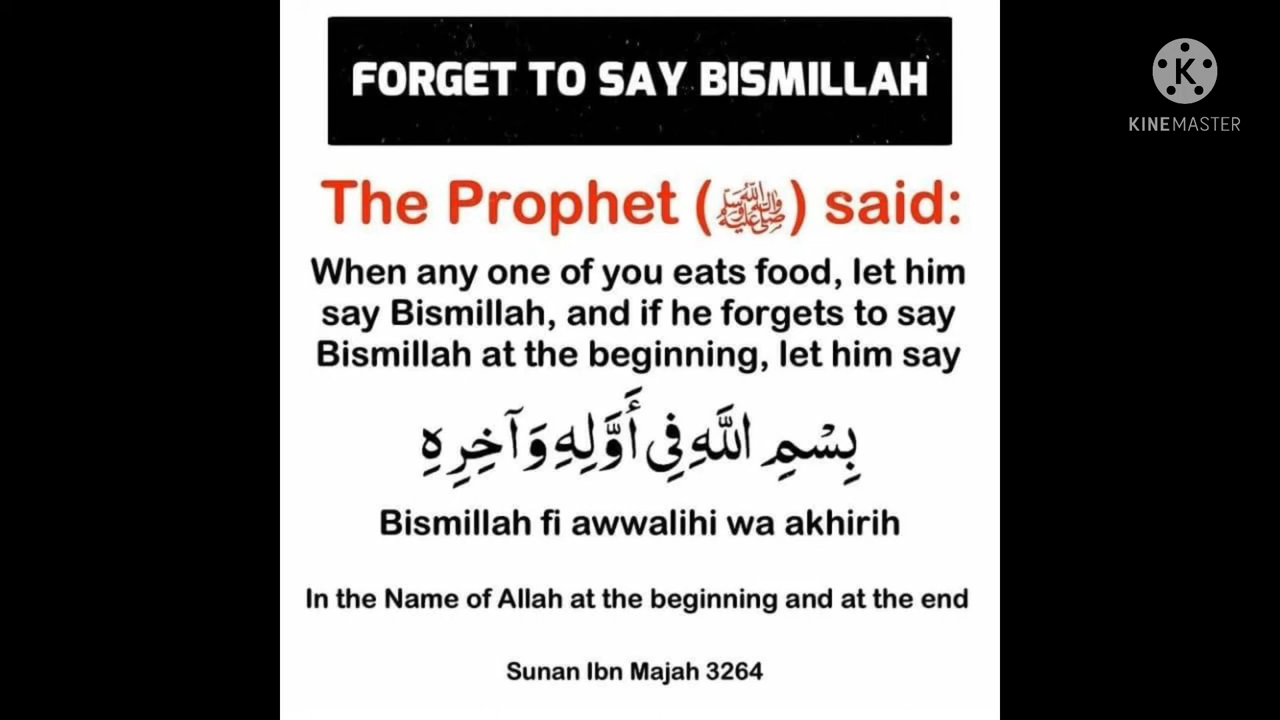 FORGET TO SAY BISMILLAH
K
KINEMASTER
The Prophet (ﷺ) said:
When any one of you eats food, let him
say Bismillah, and if he forgets to say
Bismillah at the beginning, let him say
بِسْمِ اللَّهِ فِي أَوَّلِهِ وَآخِرِهِ
Bismillah fi awwalihi wa akhirih
In the Name of Allah at the beginning and at the end
Sunan Ibn Majah 3264